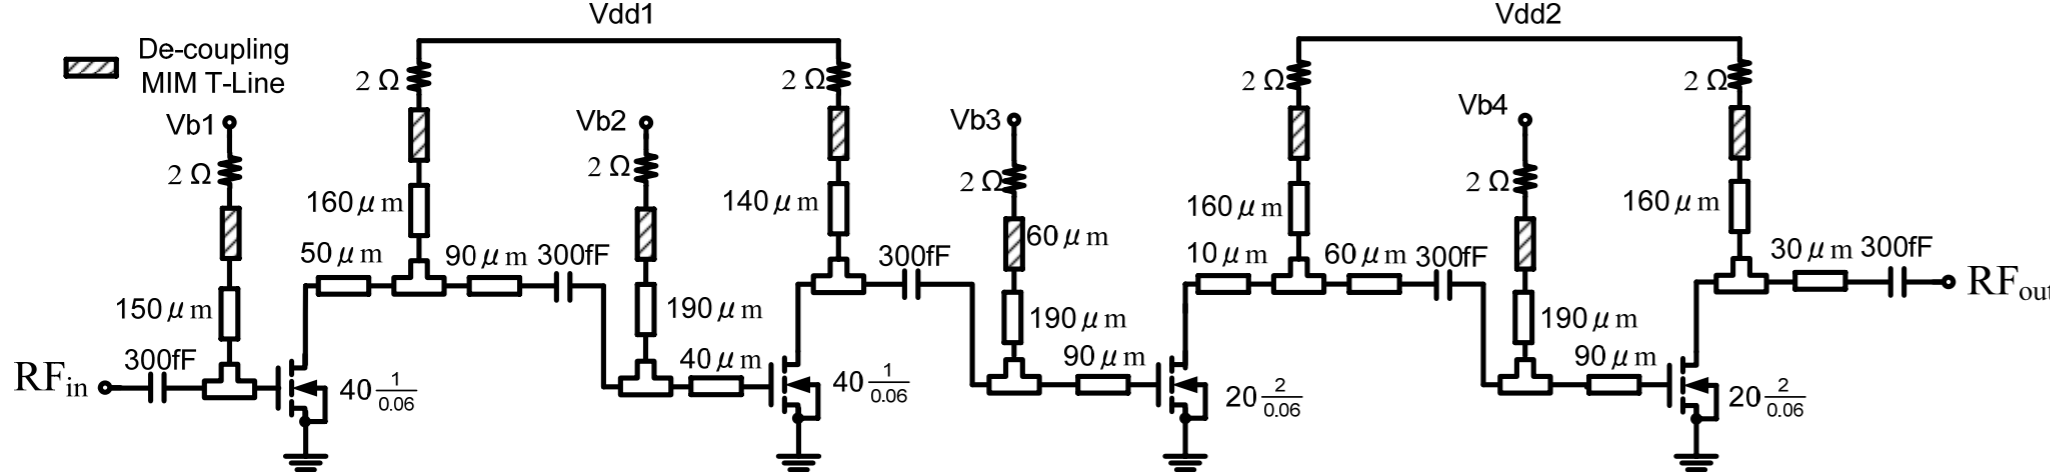 Vdd1
Vdd2
De-coupling
MIM T-Line
2 Ω
2 Ω
2 Ω
2 Ω
Vb1
Vb2
Vb3
Vb4
2 Ω
2 Ω
2 Ω
2 Ω
160 μm
140 μm
160 μm
160 μm
60 μm
50 μm
90 μm
300fF
300fF
10 μm
60 μm
300fF
30 μm
300fF
RFout
150 μm
190 μm
190 μm
190 μm
300fF
40 μm
90 μm
90 μm
RFin
40 1/0.06
40 1/0.06
20 2/0.06
20 2/0.06